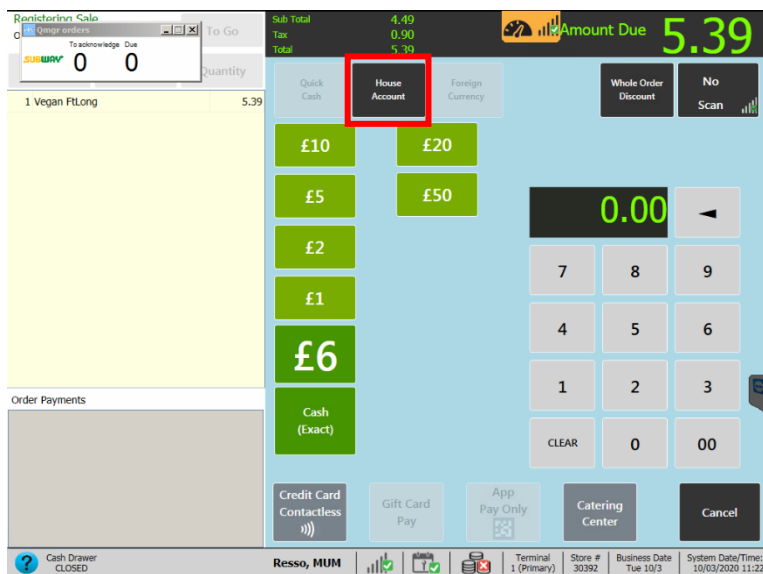 Registering Sale
Qmgr orders
To Go
To acknowledge Due
SUBWAY
0 0
Quantity
1 Vegan FtLong 5.39
Order Payments
Sub Total 4.49
Tax 0.90
Total 5.39
Amount Due 5.39
Quick
Cash
House
Account
Foreign
Currency
Whole Order
Discount
No
Scan
£10 £20
£5 £50
£2
£1
£6
Cash
(Exact)
0.00
7 8 9
4 5 6
1 2 3
CLEAR 0 00
Credit Card
Contactless
Gift Card
Pay
App
Pay Only
Catering
Center
Cancel
Cash Drawer
CLOSED
Resso, MUM
Terminal
1 (Primary)
Store #
30392
Business Date
Tue 10/3
System Date/Time:
10/03/2020 11:22